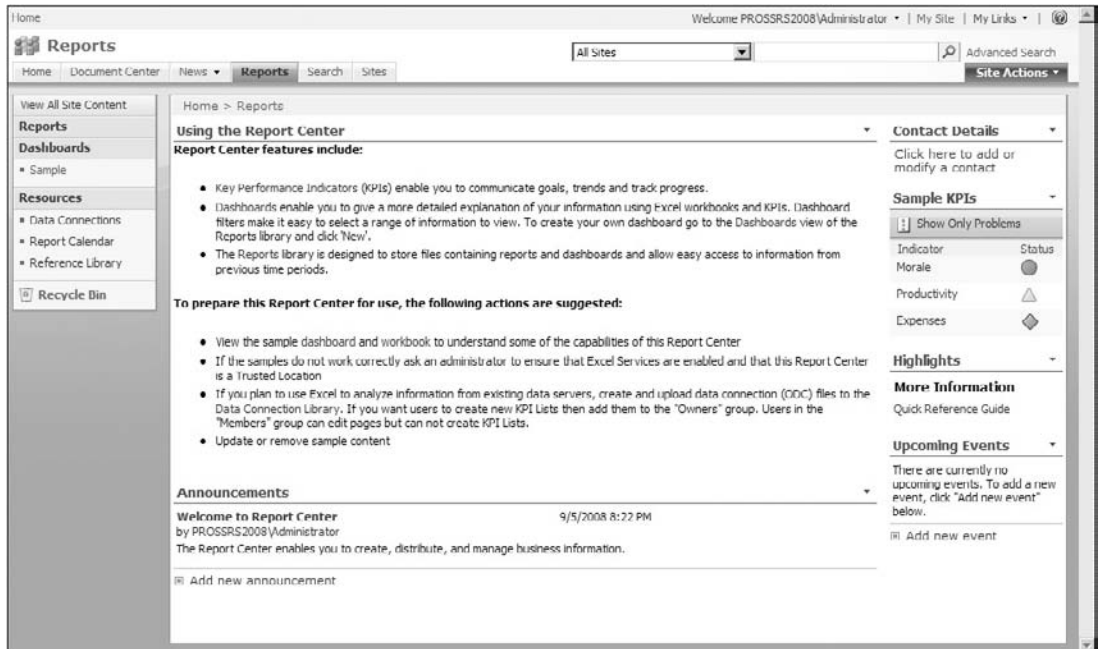 Home
Welcome PROSSRS2008\Administrator | My Site | My Links |
Reports
All Sites
Advanced Search
Home Document Center News Reports Search Sites
Site Actions
View All Site Content
Reports
Dashboards
Sample
Resources
Data Connections
Report Calendar
Reference Library
Recycle Bin
Home > Reports
Using the Report Center
Report Center features include:
Key Performance Indicators (KPIs) enable you to communicate goals, trends and track progress.
Dashboards enable you to give a more detailed explanation of your information using Excel workbooks and KPIs. Dashboard
filters make it easy to select a range of information to view. To create your own dashboard go to the Dashboards view of the
Reports library and click 'New'.
The Reports library is designed to store files containing reports and dashboards and allow easy access to information from
previous time periods.
To prepare this Report Center for use, the following actions are suggested:
View the sample dashboard and workbook to understand some of the capabilities of this Report Center
If the samples do not work correctly ask an administrator to ensure that Excel Services are enabled and that this Report Center
is a Trusted Location
If you plan to use Excel to analyze information from existing data servers, create and upload data connection (ODC) files to the
Data Connection Library. If you want users to create new KPI Lists then add them to the "Owners" group. Users in the
"Members" group can edit pages but can not create KPI Lists.
Update or remove sample content
Announcements
Welcome to Report Center 9/5/2008 8:22 PM
by PROSSRS2008\Administrator
The Report Center enables you to create, distribute, and manage business information.
Add new announcement
Contact Details
Click here to add or
modify a contact
Sample KPIs
Show Only Problems
Indicator Status
Morale
Productivity
Expenses
Highlights
More Information
Quick Reference Guide
Upcoming Events
There are currently no
upcoming events. To add a new
event, click "Add new event"
below.
Add new event